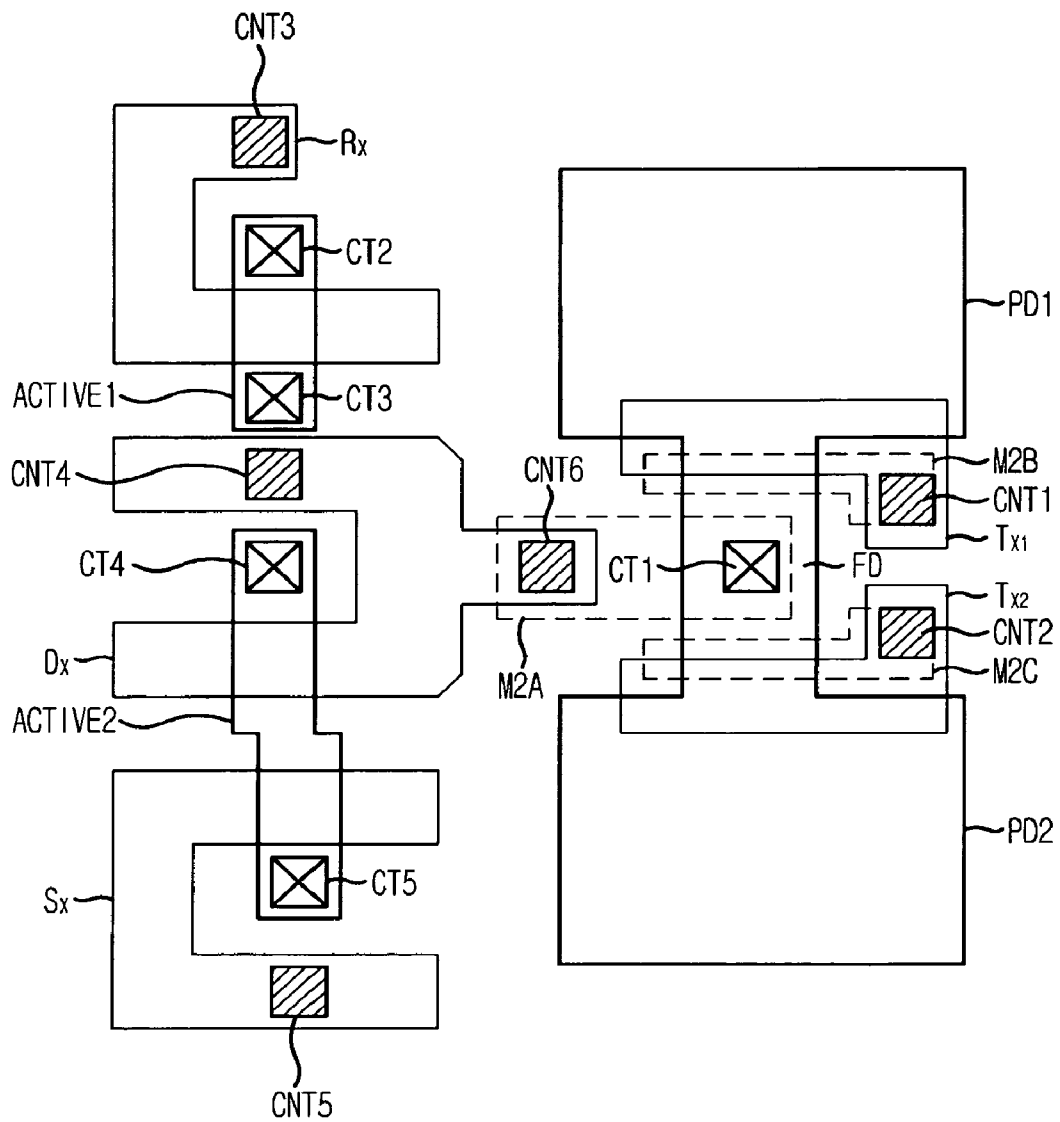 CNT3
Rx
CT2
PD1
ACTIVE1
CT3
CNT4
CNT6
M2B
CNT1
Tx1
CT4
CT1
FD
Tx2
CNT2
Dx
M2A
M2C
ACTIVE2
PD2
CT5
Sx
CNT5